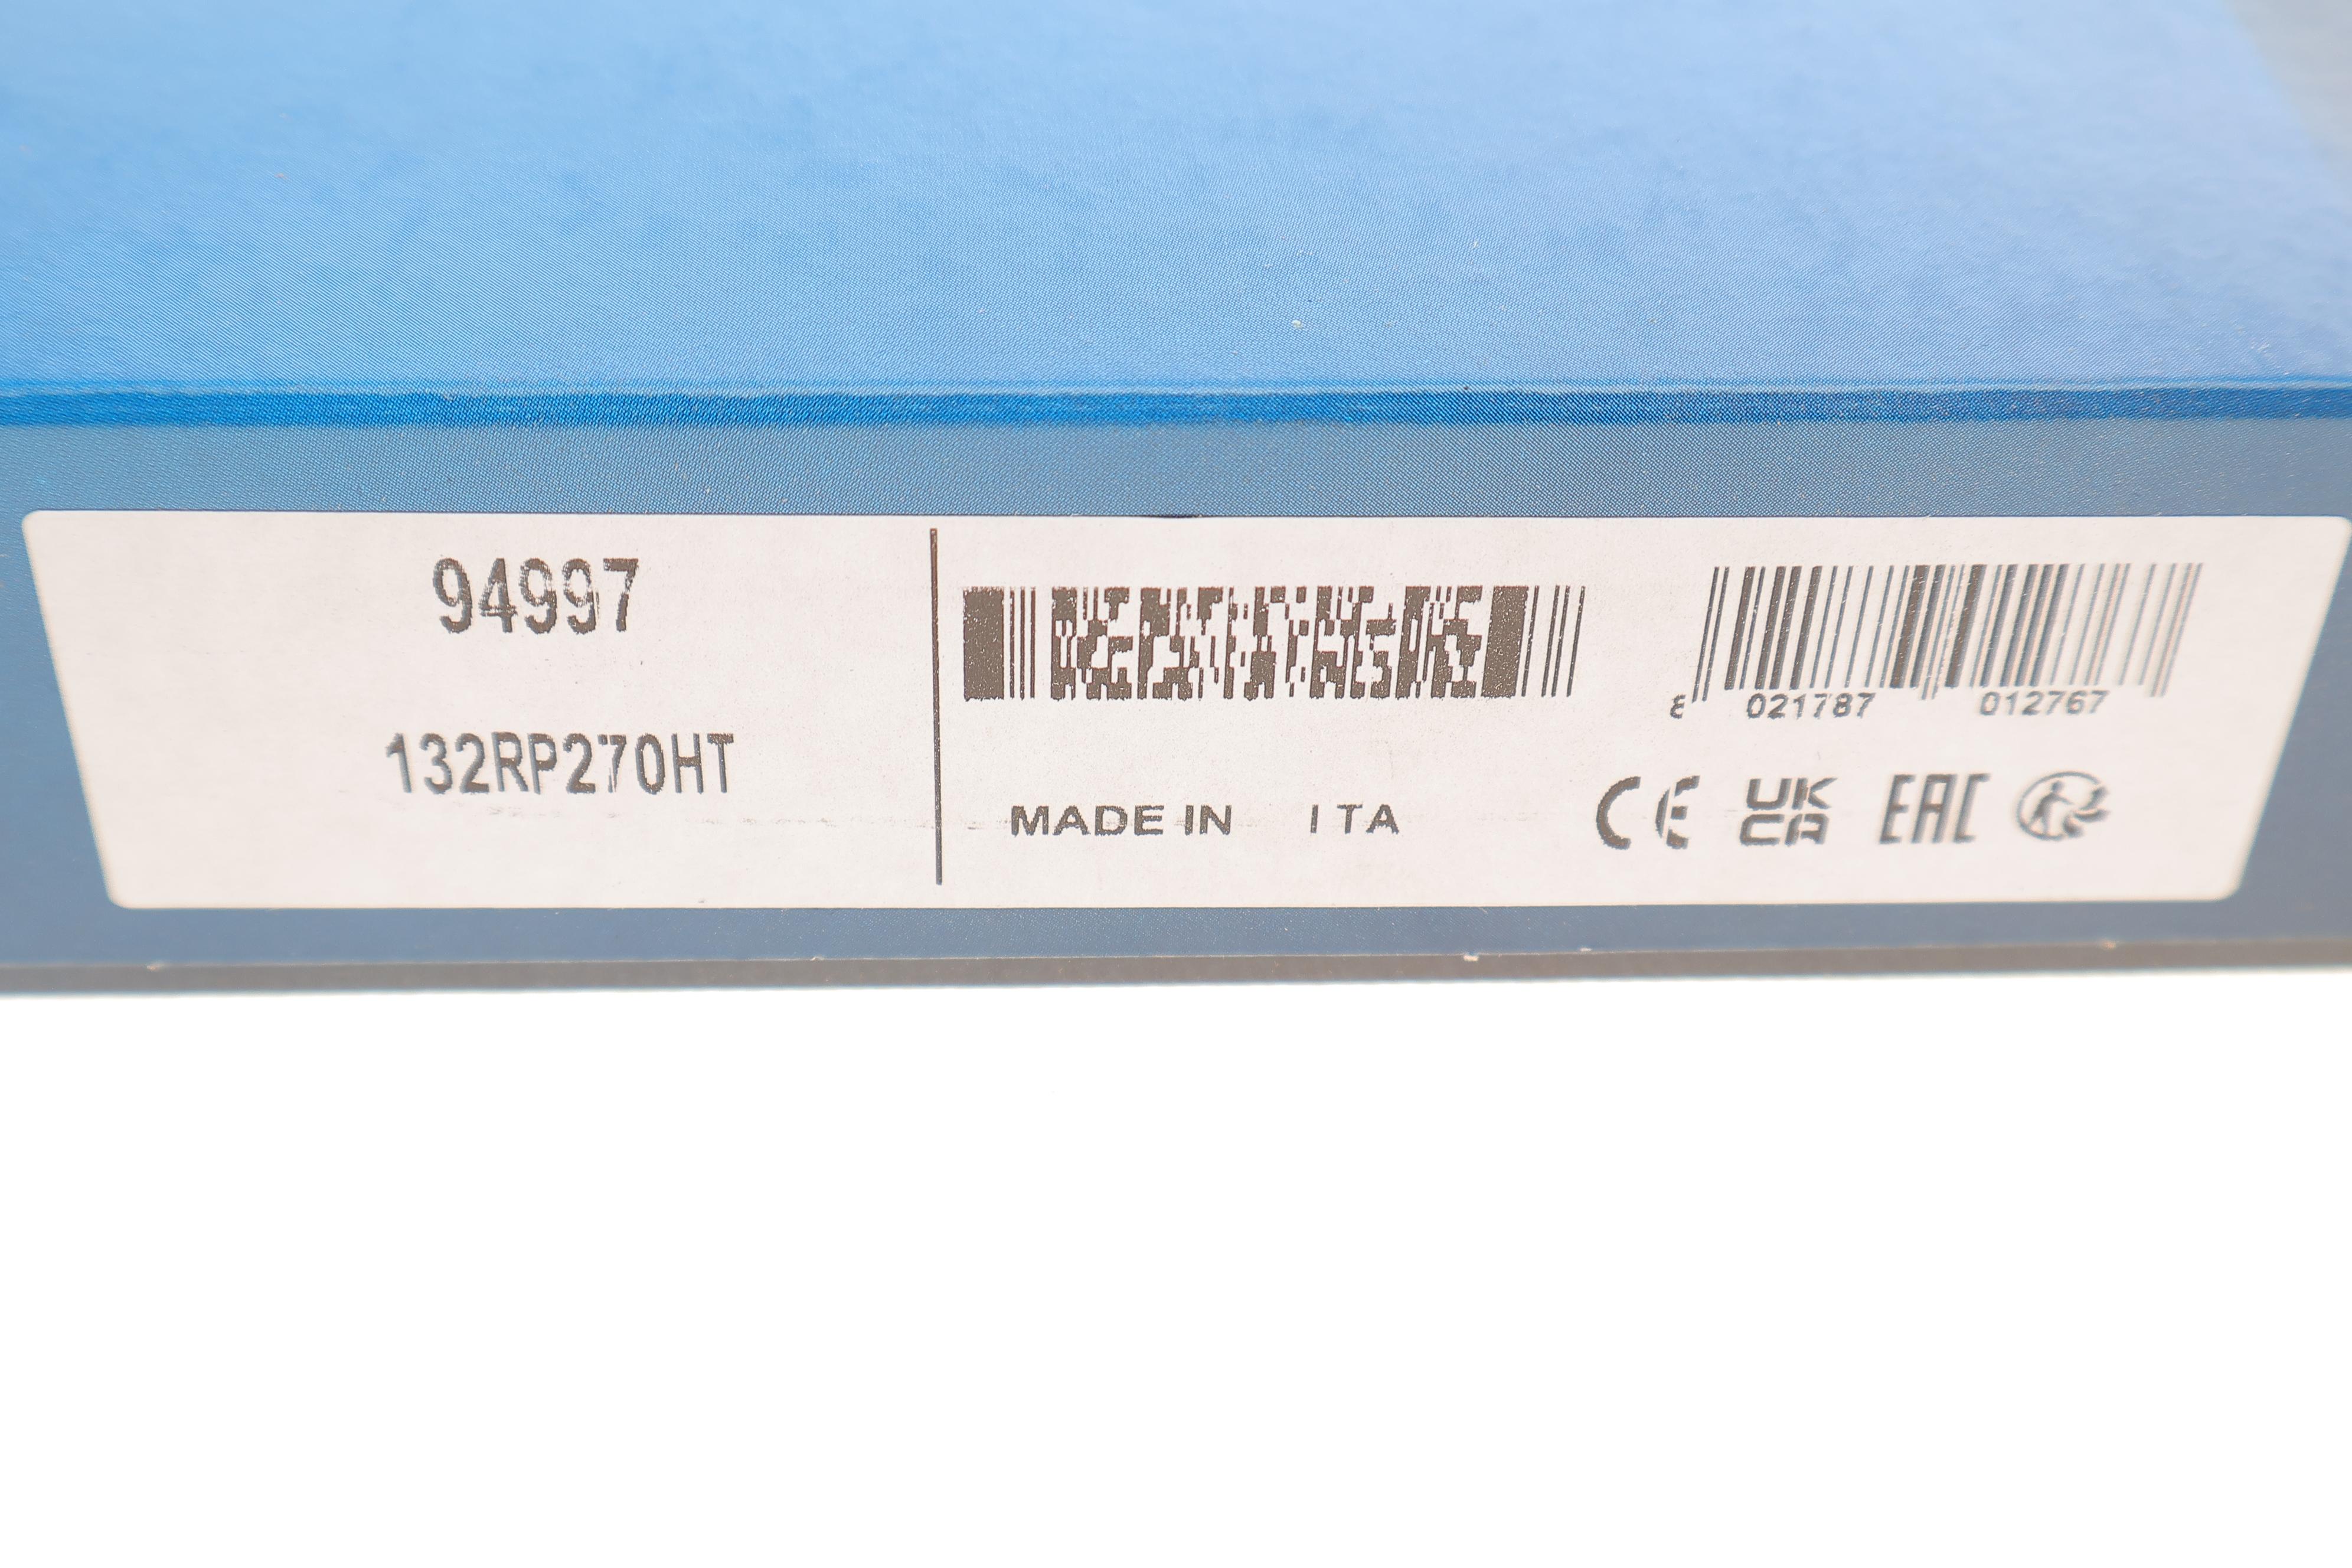 94997
132RP270HT
MADE IN ITA
8 021787 012767
CE UK CA EAC